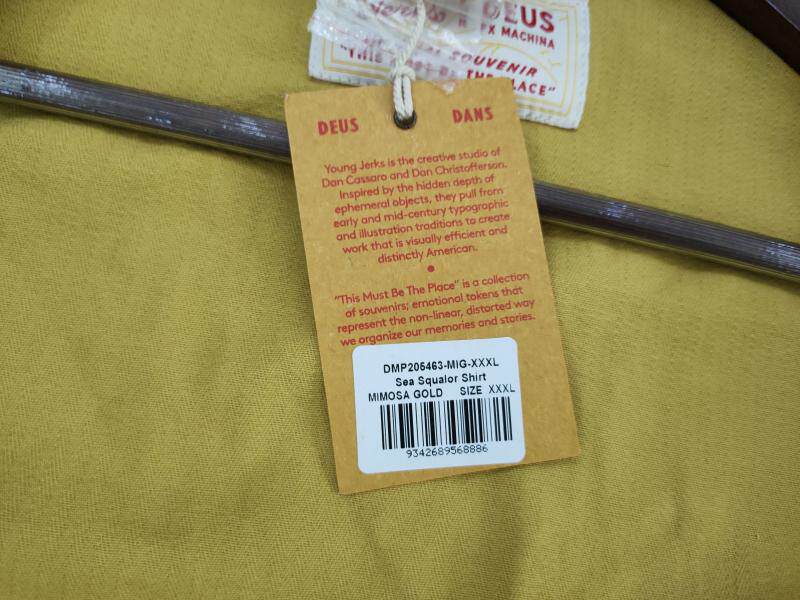 DEUS
EX MACHINA
SOUVENIR
"THIS
THE PLACE"
DEUS DANS
Young Jerks is the creative studio of
Dan Cassaro and Dan Christofferson.
Inspired by the hidden depth of
ephemeral objects, they pull from
early and mid-century typographic
and illustration traditions to create
work that is visually efficient and
distinctly American.
"This Must Be The Place" is a collection
of souvenirs; emotional tokens that
represent the non-linear, distorted way
we organize our memories and stories.
DMP205463-MIG-XXXL
Sea Squalor Shirt
MIMOSA GOLD SIZE XXXL
9342689568886